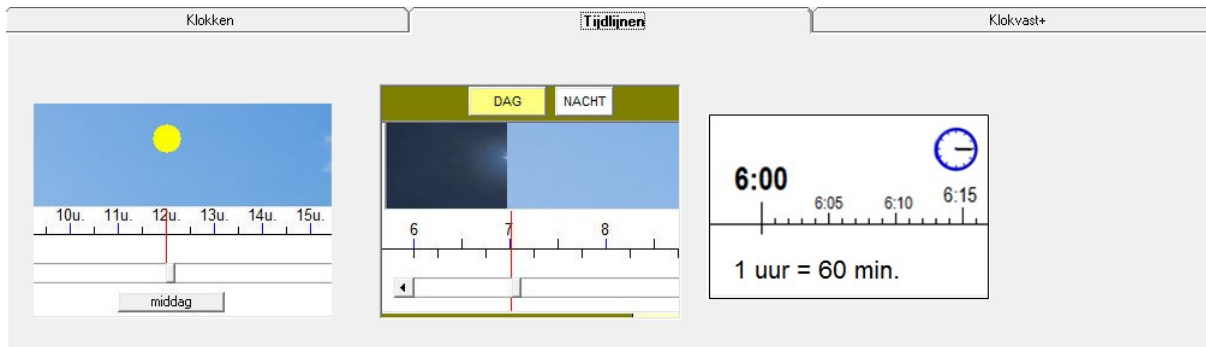 Klokken Tijdlijnen Klokvast+
10u. 11u. 12u. 13u. 14u. 15u.
middag
DAG NACHT
6 7 8
6:00 6:05 6:10 6:15
1 uur = 60 min.